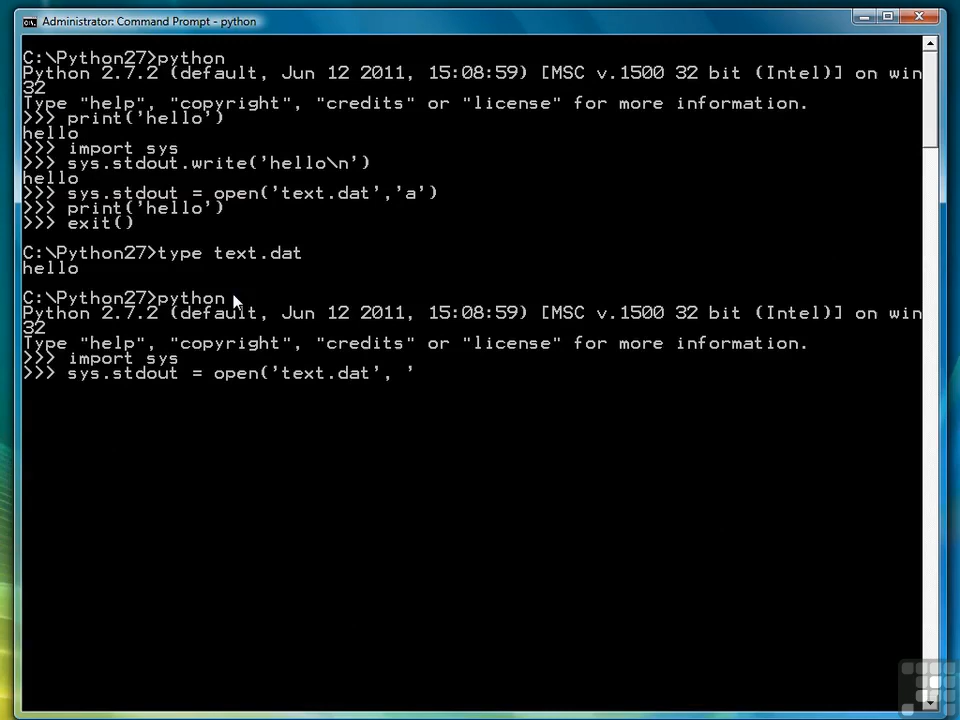 Administrator: Command Prompt - python
C:\Python27>python
Python 2.7.2 (default, Jun 12 2011, 15:08:59) [MSC v.1500 32 bit (Intel)] on win
32
Type "help", "copyright", "credits" or "license" for more information.
>>> print('hello')
hello
>>> import sys
>>> sys.stdout.write('hello\n')
hello
>>> sys.stdout = open('text.dat','a')
>>> print('hello')
>>> exit()
C:\Python27>type text.dat
hello
C:\Python27>python
Python 2.7.2 (default, Jun 12 2011, 15:08:59) [MSC v.1500 32 bit (Intel)] on win
32
Type "help", "copyright", "credits" or "license" for more information.
>>> import sys
>>> sys.stdout = open('text.dat', '